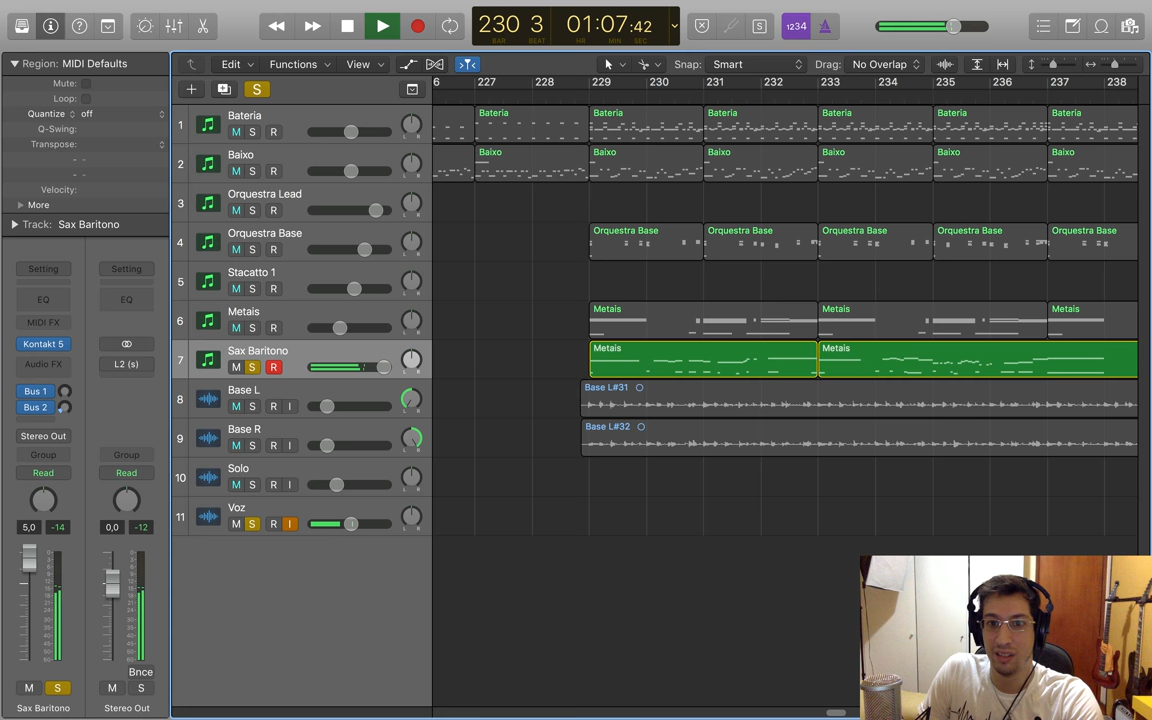 230 3 01:07:42
BAR BEAT HR MIN SEC
S
1234
Region: MIDI Defaults
Mute:
Loop:
Quantize off
Q-Swing:
Transpose:
- -
- -
Velocity:
More
Track: Sax Baritono
Setting Setting
EQ EQ
MIDI FX
Kontakt 5
Audio FX L2 (s)
Bus 1
Bus 2
Stereo Out
Group Group
Read Read
5,0 -14 0,0 -12
Bnce
M S M S
Sax Baritono Stereo Out
Edit Functions View Snap: Smart Drag: No Overlap
S
6 227 228 229 230 231 232 233 234 235 236 237 238
1 Bateria
M S R
Bateria Bateria Bateria Bateria Bateria Bateria
2 Baixo
M S R
Baixo Baixo Baixo Baixo Baixo Baixo
3 Orquestra Lead
M S R
4 Orquestra Base
M S R
Orquestra Base Orquestra Base Orquestra Base Orquestra Base Orquestra Base
5 Stacatto 1
M S R
6 Metais
M S R
Metais Metais Metais
7 Sax Baritono
M S R
Metais Metais
8 Base L
M S R I
Base L#31
9 Base R
M S R I
Base L#32
10 Solo
M S R I
11 Voz
M S R I